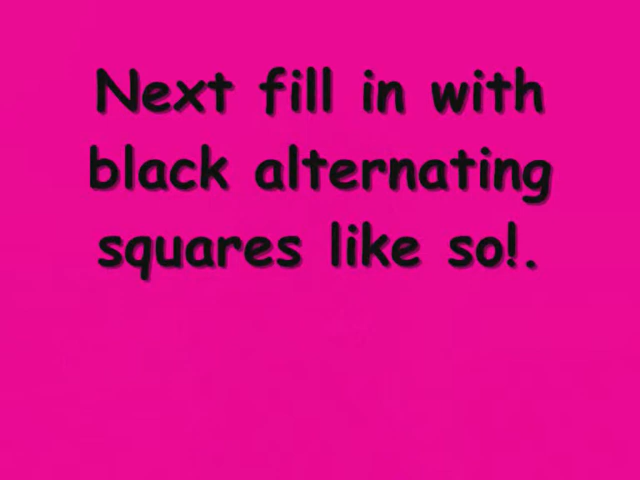 Next fill in with
black alternating
squares like so!.